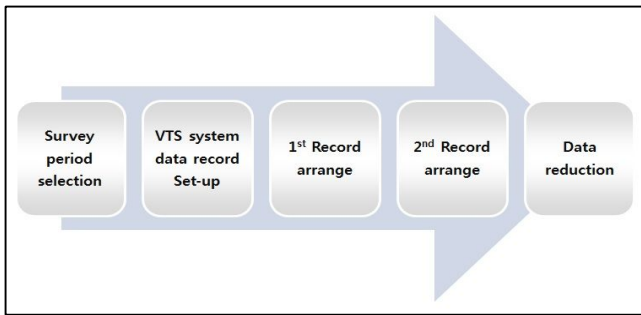 Survey
period
selection
VTS system
data record
Set-up
1st Record
arrange
2nd Record
arrange
Data
reduction